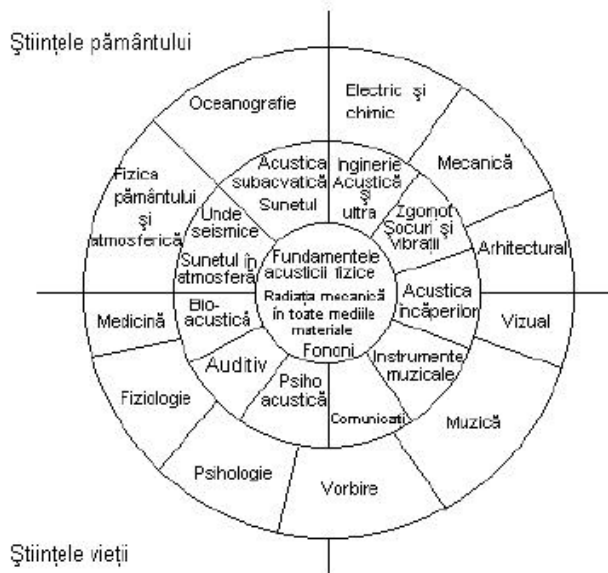 Ştiinţele pământului
Oceanografie
Electric şi
chimic
Mecanică
Arhitectural
Fizica
pământului
şi
atmosferică
Acustica
subacvatică
Sunetul
Inginerie
Acustică
şi
ultra
Zgomot
Şocuri şi
vibraţii
Unde
seismice
Sunetul în
atmosferă
Fundamentele
acusticii fizice
Radiaţia mecanică
în toate mediile
materiale
Fononi
Acustica
încăperilor
Vizual
Medicină
Bio-
acustică
Auditiv
Psiho
acustică
Comunicaţi
Instrumente
muzicale
Muzică
Fiziologie
Psihologie
Vorbire
Ştiinţele vieţii